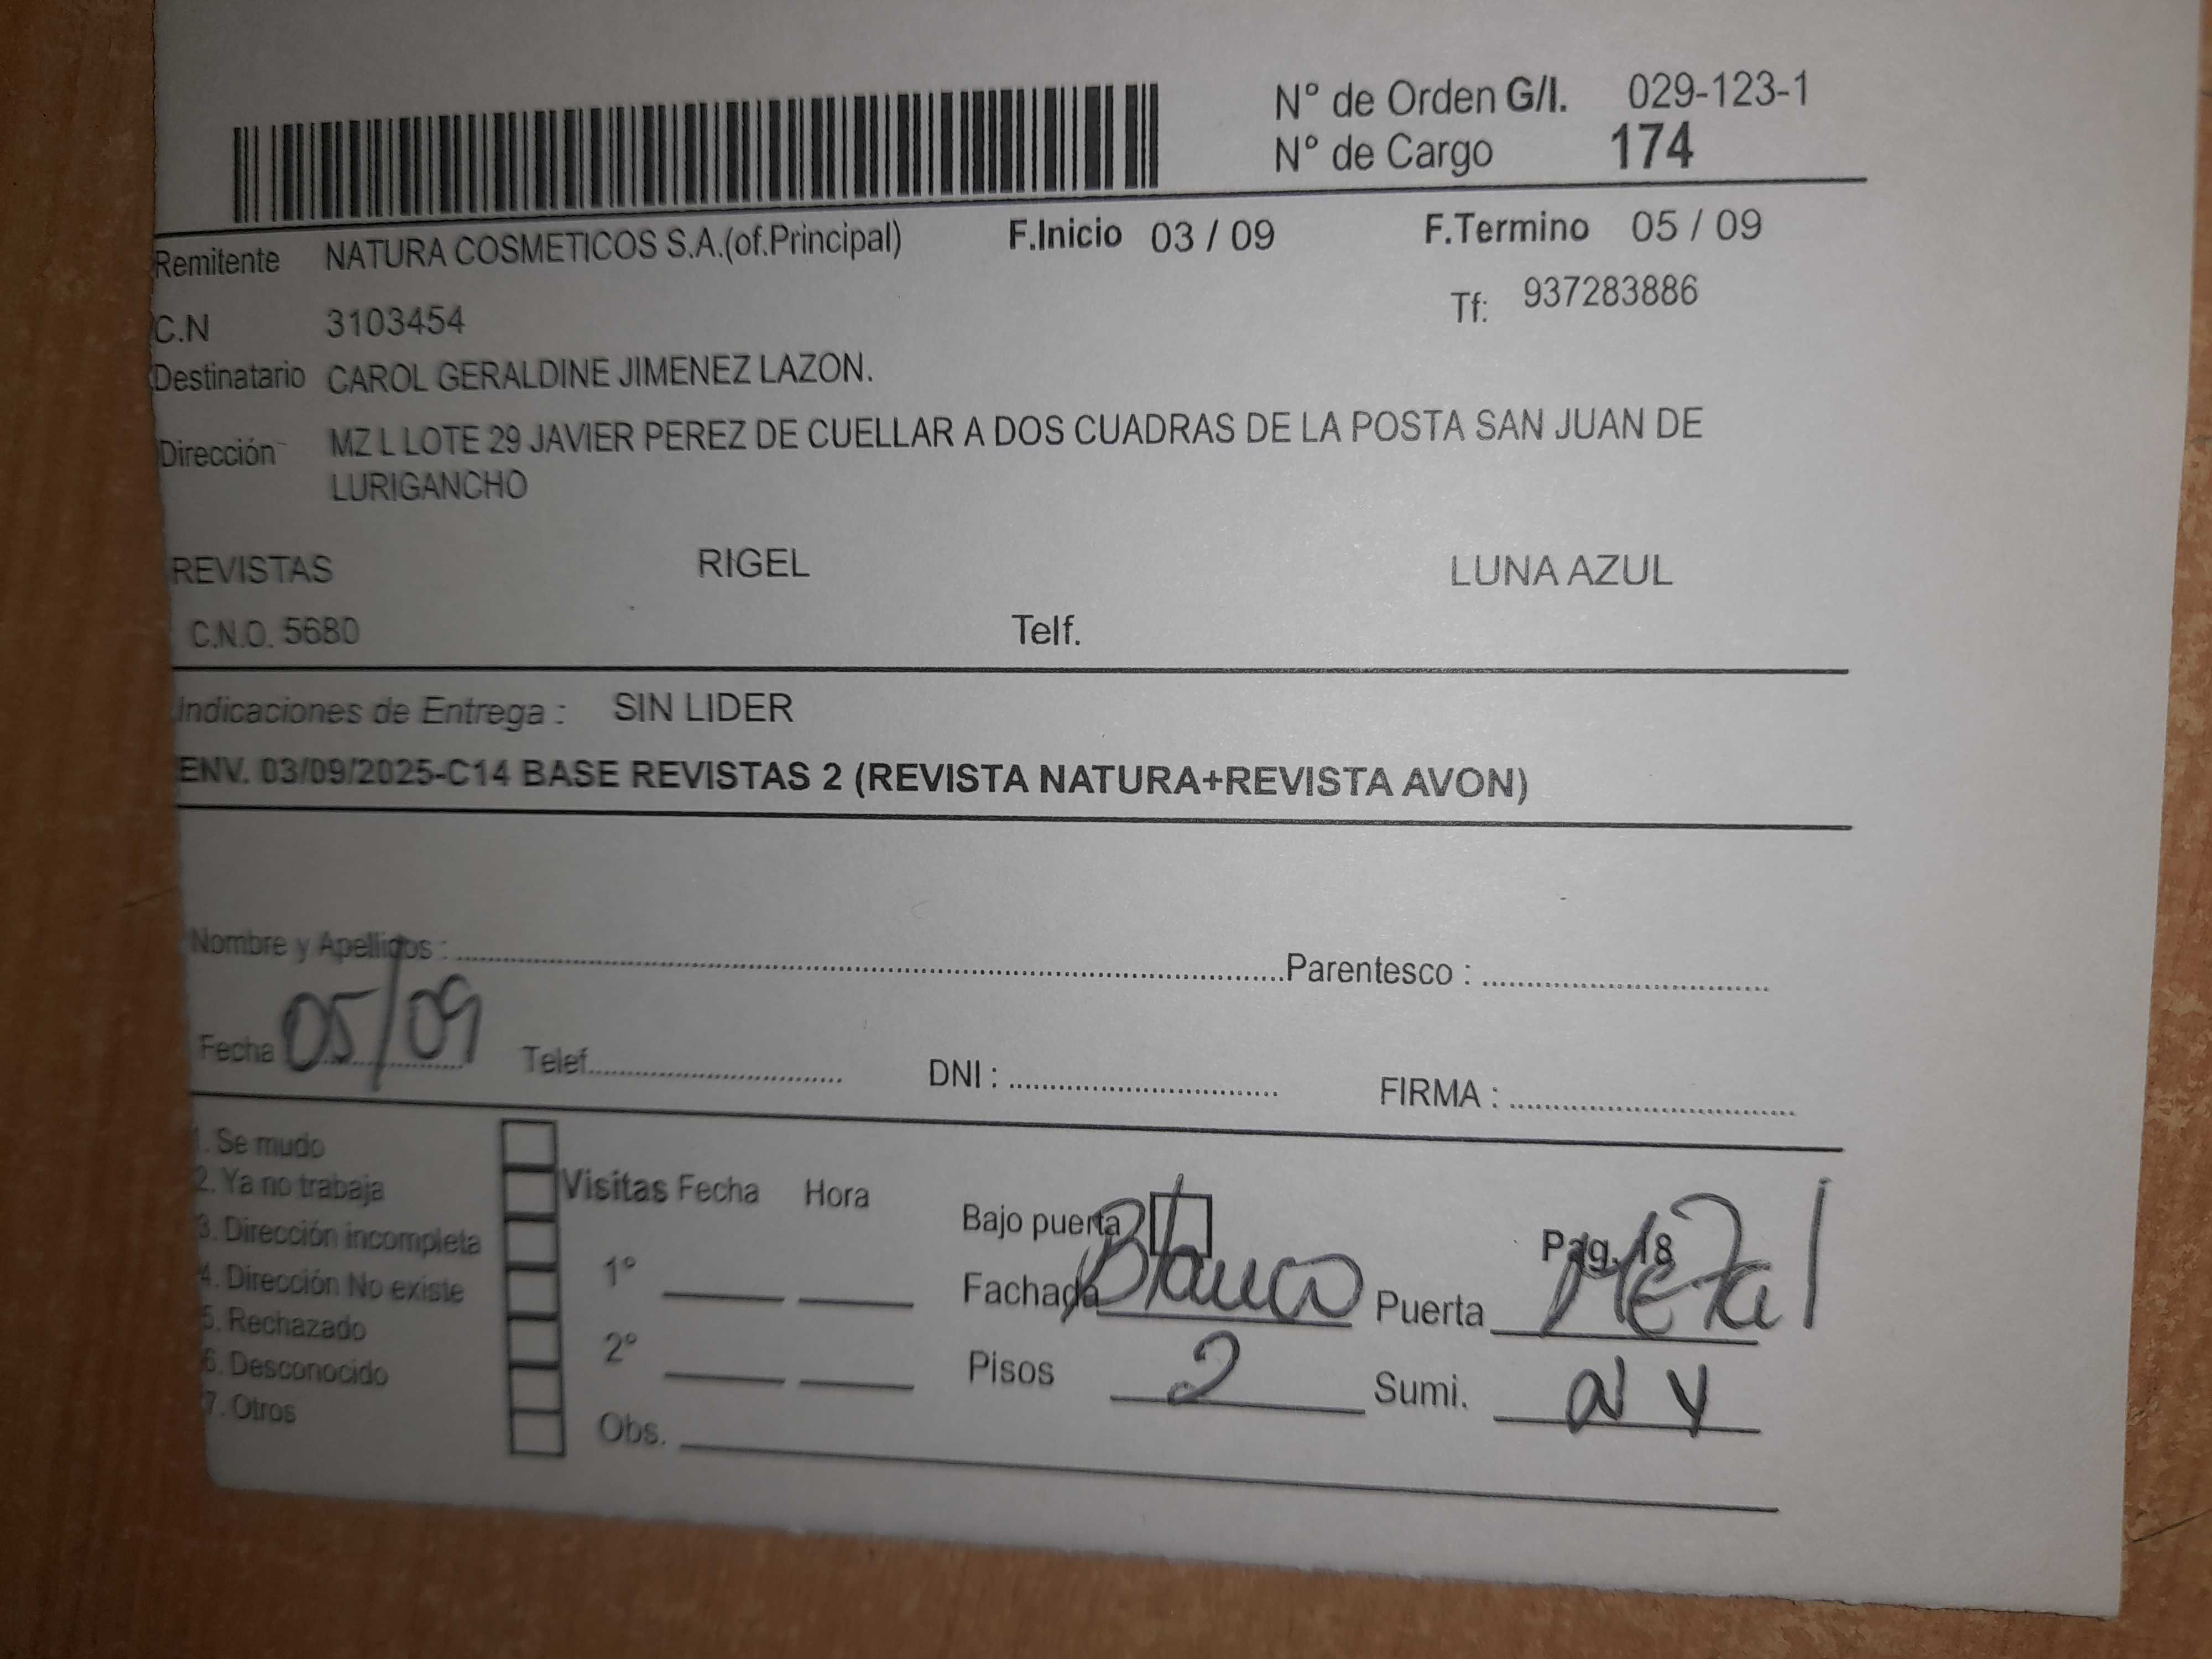 N° de Orden G/I. 029-123-1
N° de Cargo 174
Remitente NATURA COSMETICOS S.A.(of.Principal) F.Inicio 03 / 09 F.Termino 05 / 09
C.N 3103454 Tf: 937283886
Destinatario CAROL GERALDINE JIMENEZ LAZON.
Dirección MZ L LOTE 29 JAVIER PEREZ DE CUELLAR A DOS CUADRAS DE LA POSTA SAN JUAN DE
LURIGANCHO
REVISTAS RIGEL LUNA AZUL
C.N.O. 5680 Telf.
Indicaciones de Entrega : SIN LIDER
ENV. 03/09/2025-C14 BASE REVISTAS 2 (REVISTA NATURA+REVISTA AVON)
Nombre y Apellidos : Parentesco :
Fecha 05/09 Telef. DNI : FIRMA :
1. Se mudo
2. Ya no trabaja
3. Dirección incompleta
4. Dirección No existe
5. Rechazado
6. Desconocido
7. Otros
Visitas Fecha Hora
1°
2°
Obs.
Bajo puerta Pag. 18
Fachada Blanco Puerta Metal
Pisos 2 Sumi.